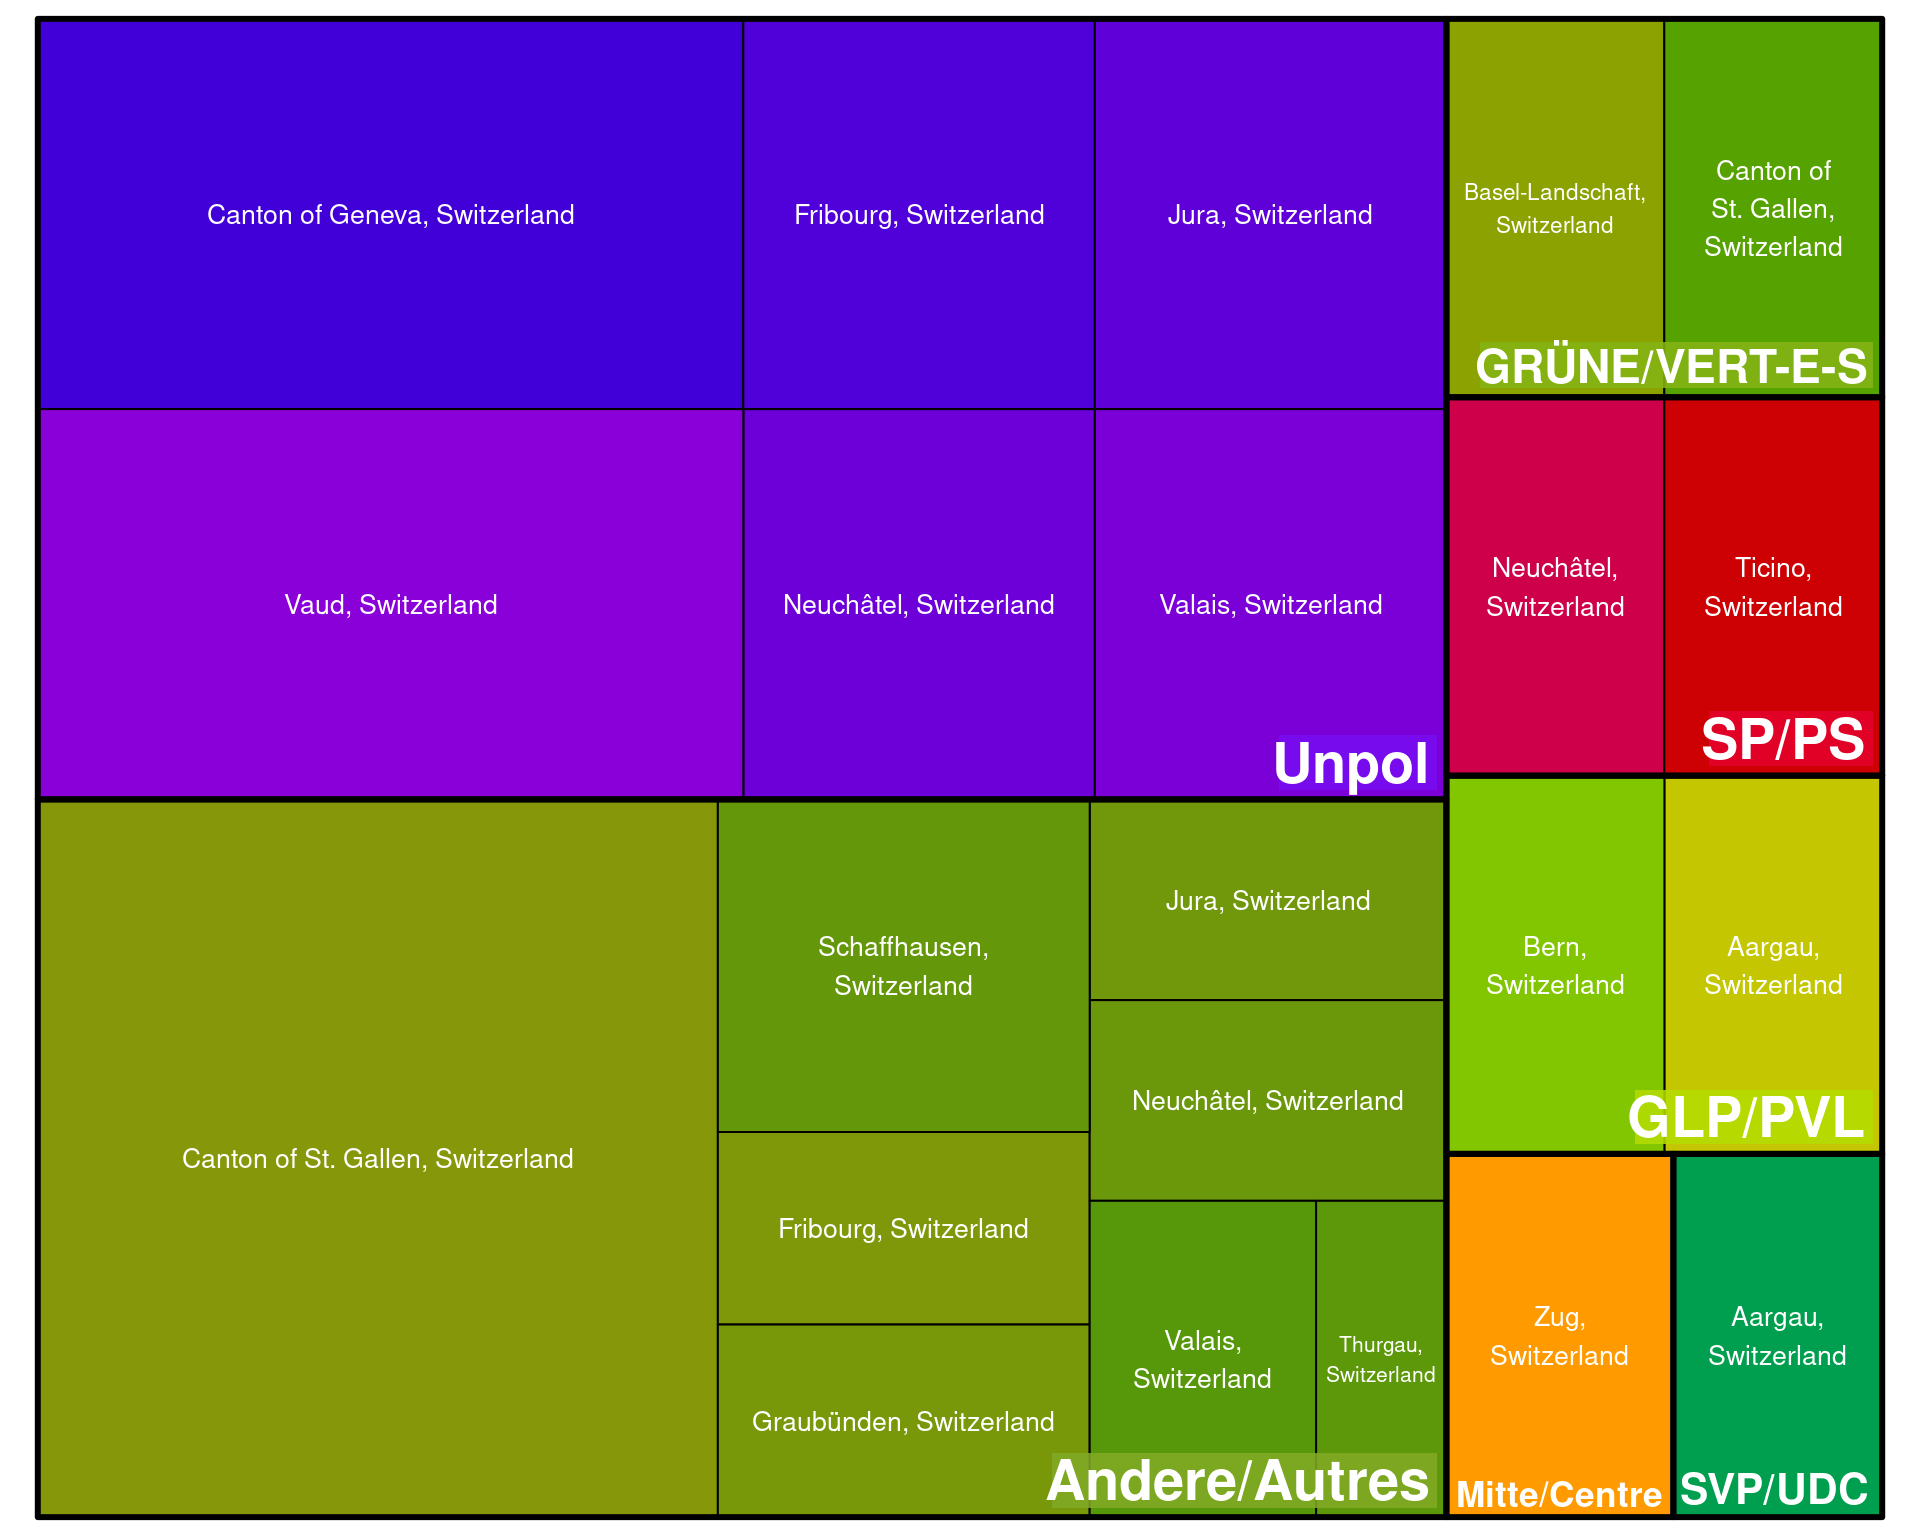 Canton of Geneva, Switzerland
Fribourg, Switzerland
Jura, Switzerland
Vaud, Switzerland
Neuchâtel, Switzerland
Valais, Switzerland
Unpol
Canton of St. Gallen, Switzerland
Schaffhausen,
Switzerland
Fribourg, Switzerland
Graubünden, Switzerland
Jura, Switzerland
Neuchâtel, Switzerland
Valais,
Switzerland
Thurgau,
Switzerland
Andere/Autres
Basel-Landschaft,
Switzerland
Canton of
St. Gallen,
Switzerland
GRÜNE/VERT-E-S
Neuchâtel,
Switzerland
Ticino,
Switzerland
SP/PS
Bern,
Switzerland
Aargau,
Switzerland
GLP/PVL
Zug,
Switzerland
Mitte/Centre
Aargau,
Switzerland
SVP/UDC